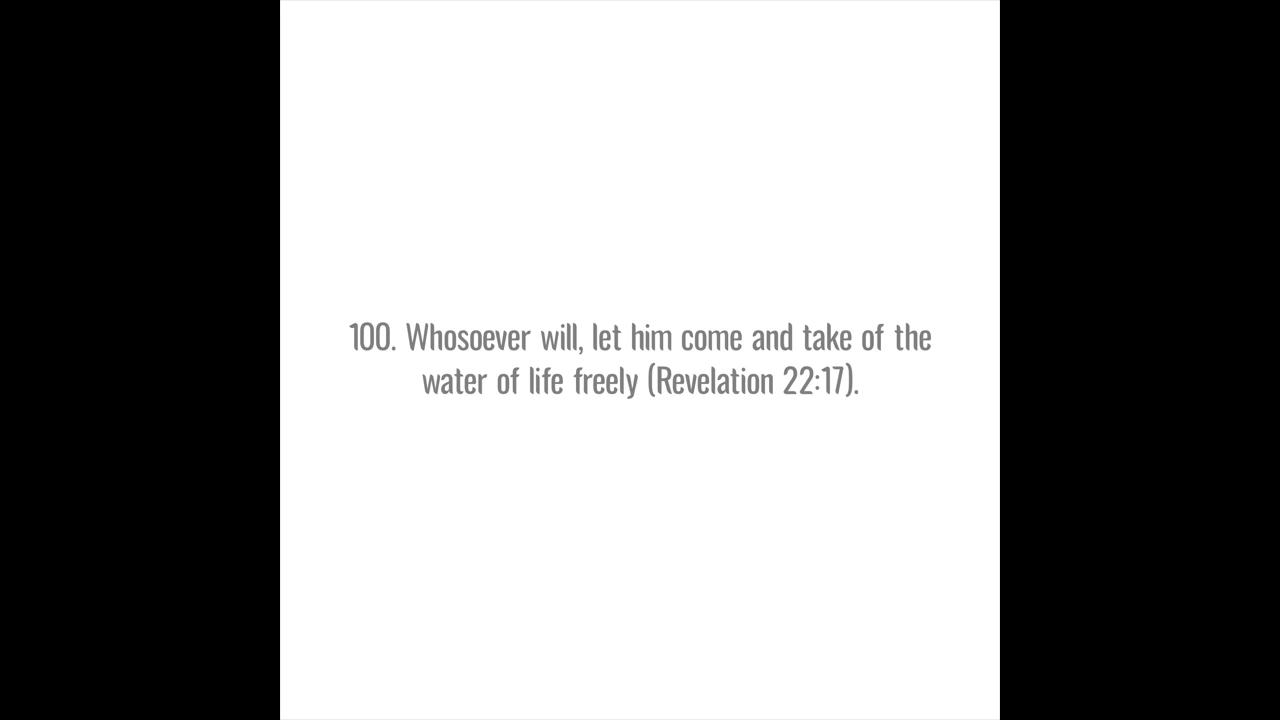 100. Whosoever will, let him come and take of the
water of life freely (Revelation 22:17).